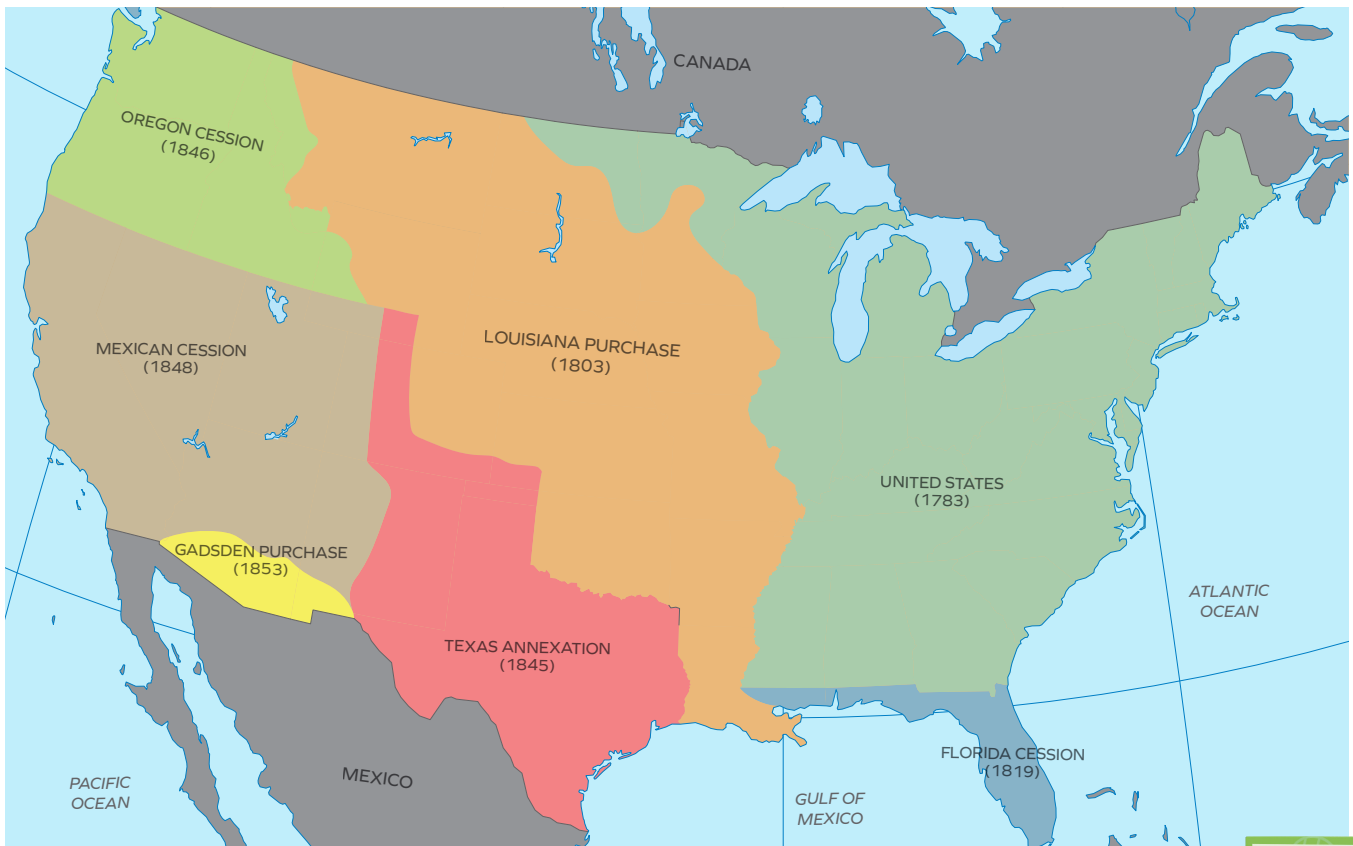 CANADA
OREGON CESSION
(1846)
LOUISIANA PURCHASE
(1803)
MEXICAN CESSION
(1848)
UNITED STATES
(1783)
GADSDEN PURCHASE
(1853)
ATLANTIC
OCEAN
TEXAS ANNEXATION
(1845)
FLORIDA CESSION
(1819)
MEXICO
PACIFIC
OCEAN
GULF OF
MEXICO